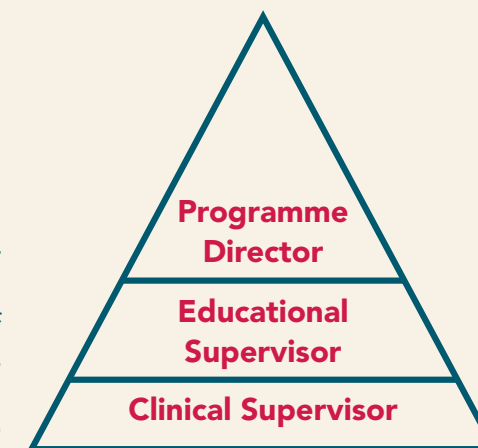 Programme
Director
Educational
Supervisor
Clinical Supervisor